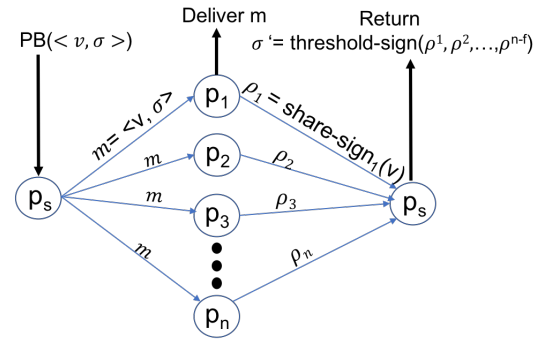 Deliver m
Return
PB(< v, σ >)
σ ‘= threshold-sign(ρ¹, ρ²,…,ρⁿ⁻ᶠ)
m= <v, σ>
p₁
ρ₁ = share-sign₁(v)
m
p₂
ρ₂
pₛ
m
p₃
ρ₃
pₛ
m
ρₙ
pₙ